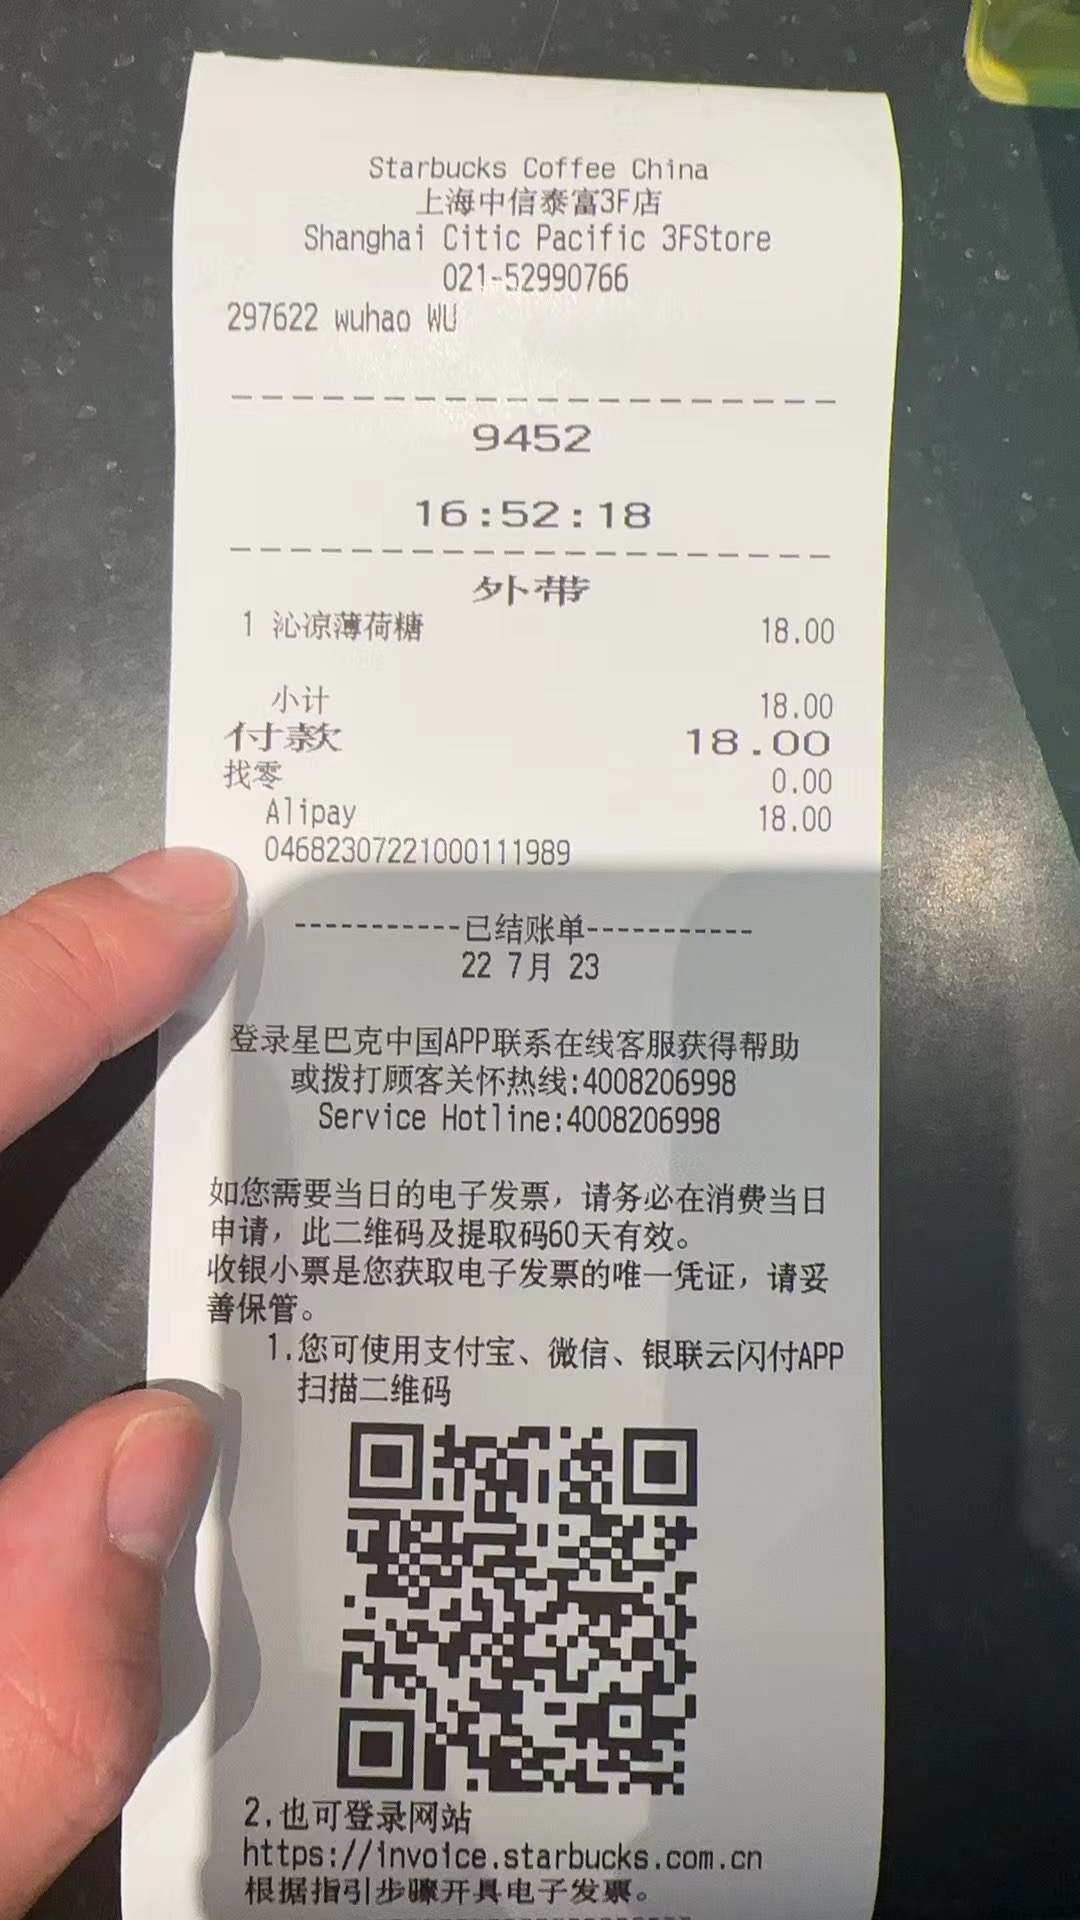 Starbucks Coffee China
上海中信泰富3F店
Shanghai Citic Pacific 3FStore
021-52990766
297622 wuhao WU
9452
16:52:18
外带
1 沁凉薄荷糖 18.00
小计 18.00
付款 18.00
找零 0.00
Alipay 18.00
04682307221000111989
-----------已结账单-----------
22 7月 23
登录星巴克中国APP联系在线客服获得帮助
或拨打顾客关怀热线:4008206998
Service Hotline:4008206998
如您需要当日的电子发票，请务必在消费当日
申请，此二维码及提取码60天有效。
收银小票是您获取电子发票的唯一凭证，请妥
善保管。
1.您可使用支付宝、微信、银联云闪付APP
扫描二维码
2.也可登录网站
https://invoice.starbucks.com.cn
根据指引步骤开具电子发票。